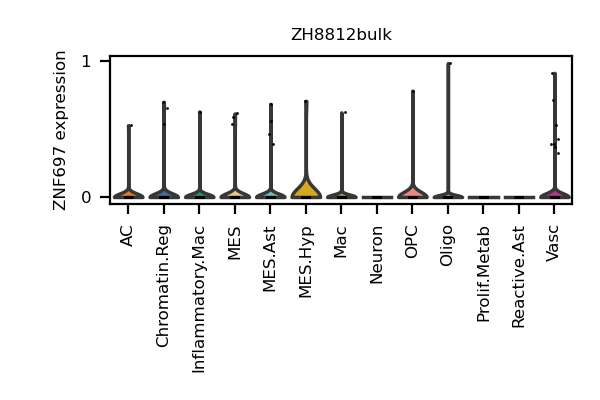 ZH8812bulk
ZNF697 expression
1
0
AC
Chromatin.Reg
Inflammatory.Mac
MES
MES.Ast
MES.Hyp
Mac
Neuron
OPC
Oligo
Prolif.Metab
Reactive.Ast
Vasc